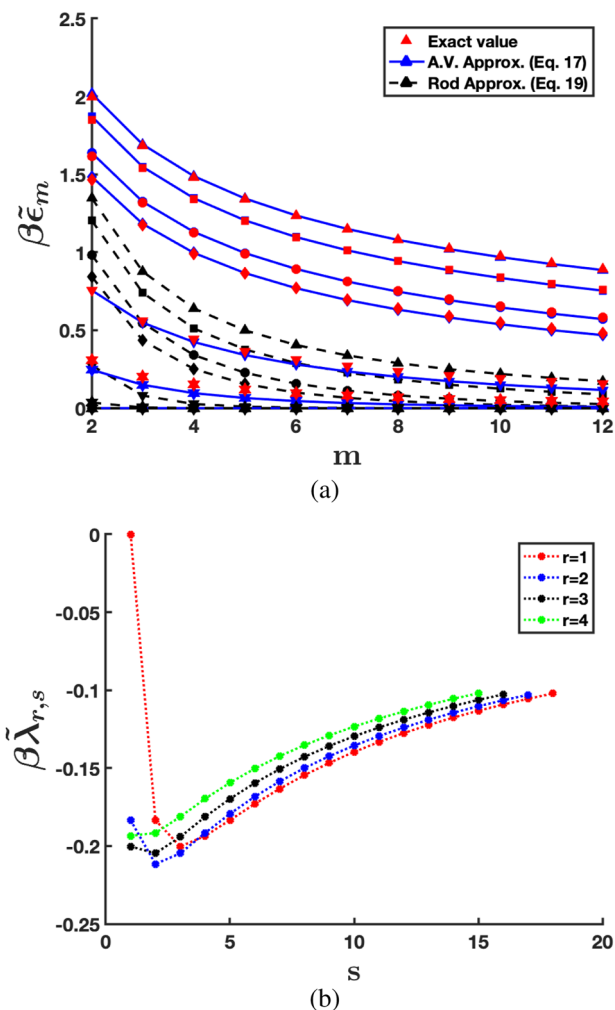 Exact value
A.V. Approx. (Eq. 17)
Rod Approx. (Eq. 19)
2.5
2
1.5
1
0.5
0
βε̃ₘ
2 4 6 8 10 12
m
(a)
r=1
r=2
r=3
r=4
0
-0.05
-0.1
-0.15
-0.2
-0.25
βλ̃ᵣ,ₛ
0 5 10 15 20
s
(b)